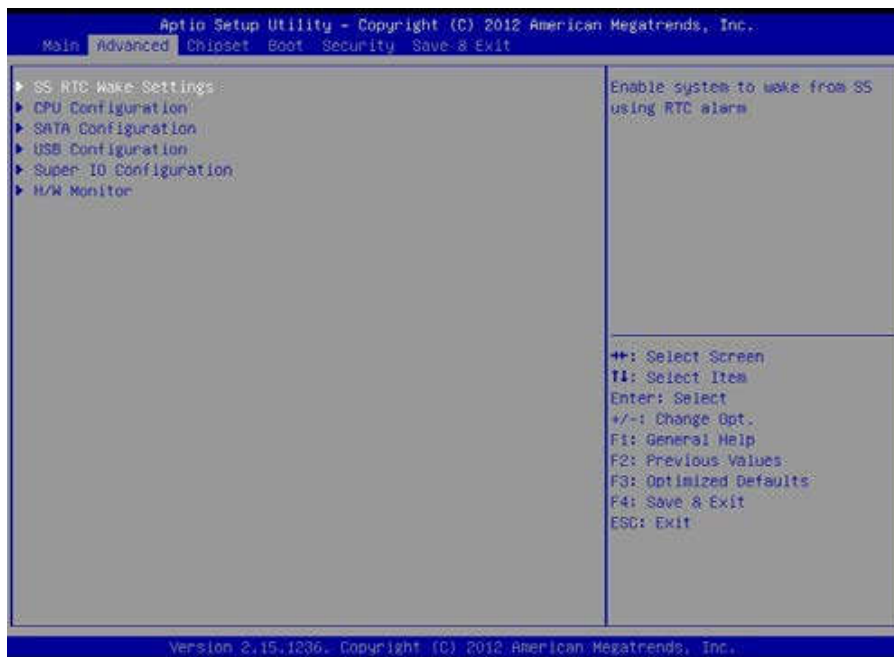 Aptio Setup Utility - Copyright (C) 2012 American Megatrends, Inc.
Main Advanced Chipset Boot Security Save & Exit
S5 RTC Wake Settings
CPU Configuration
SATA Configuration
USB Configuration
Super IO Configuration
H/W Monitor
Enable system to wake from S5
using RTC alarm
→←: Select Screen
↑↓: Select Item
Enter: Select
+/-: Change Opt.
F1: General Help
F2: Previous Values
F3: Optimized Defaults
F4: Save & Exit
ESC: Exit
Version 2.15.1236. Copyright (C) 2012 American Megatrends, Inc.